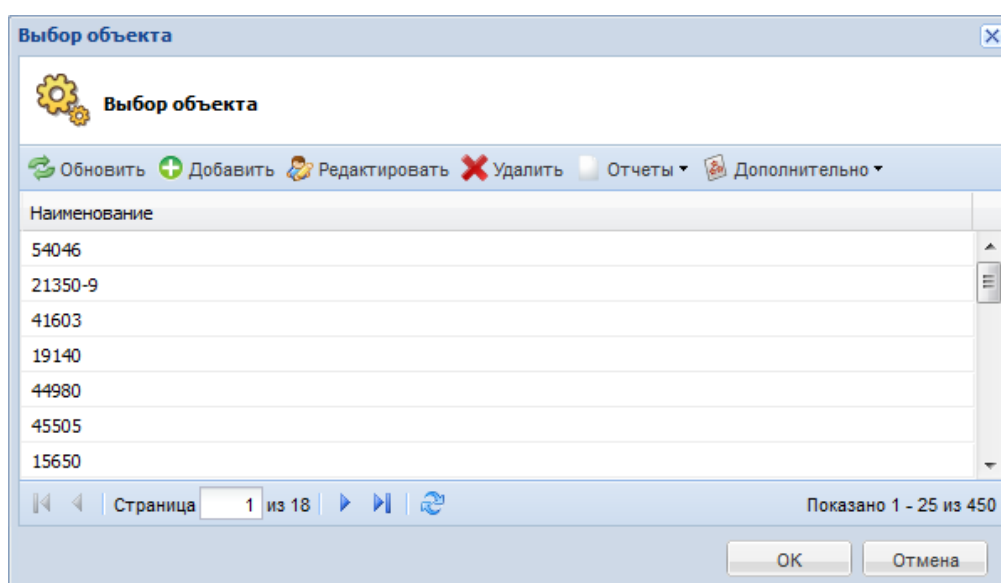 Выбор объекта
Выбор объекта
Обновить Добавить Редактировать Удалить Отчеты Дополнительно
Наименование
54046
21350-9
41603
19140
44980
45505
15650
Страница 1 из 18 Показано 1 - 25 из 450
OK Отмена